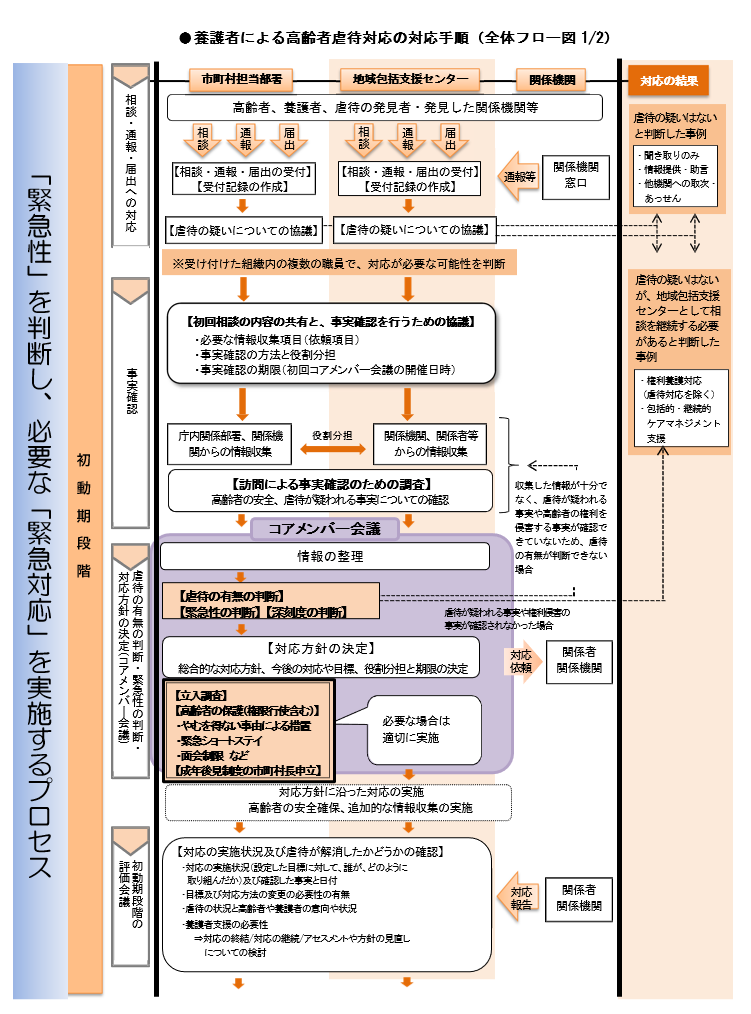 ●養護者による高齢者虐待対応の対応手順（全体フロー図1/2）
「緊急性」を判断し、必要な「緊急対応」を実施するプロセス
初動期段階
市町村担当部署
地域包括支援センター
関係機関
対応の結果
相談・通報・届出への対応
高齢者、養護者、虐待の発見者・発見した関係機関等
相談
通報
届出
相談
通報
届出
【相談・通報・届出の受付】
【受付記録の作成】
【相談・通報・届出の受付】
【受付記録の作成】
通報等
関係機関
窓口
【虐待の疑いについての協議】
【虐待の疑いについての協議】
※受け付けた組織内の複数の職員で、対応が必要な可能性を判断
虐待の疑いはない
と判断した事例
・聞き取りのみ
・情報提供・助言
・他機関への取次・
あっせん
虐待の疑いはない
が、地域包括支援
センターとして相
談を継続する必要
があると判断した
事例
・権利養護対応
（虐待対応を除く）
・包括的・継続的
ケアマネジメント
支援
事実確認
【初回相談の内容の共有と、事実確認を行うための協議】
・必要な情報収集項目（依頼項目）
・事実確認の方法と役割分担
・事実確認の期限（初回コアメンバー会議の開催日時）
庁内関係部署、関係機
関からの情報収集
役割分担
関係機関、関係者等
からの情報収集
【訪問による事実確認のための調査】
高齢者の安全、虐待が疑われる事実についての確認
収集した情報が十分で
なく、虐待が疑われる
事実や高齢者の権利を
侵害する事実が確認で
きていないため、虐待
の有無が判断できない
場合
虐待の有無の判断・緊急性の判断・
対応方針の決定（コアメンバー会議）
コアメンバー会議
情報の整理
【虐待の有無の判断】
【緊急性の判断】【深刻度の判断】
虐待が疑われる事実や権利侵害の
事実が確認されなかった場合
【対応方針の決定】
総合的な対応方針、今後の対応や目標、役割分担と期限の決定
対応
依頼
関係者
関係機関
【立入調査】
【高齢者の保護（権限行使含む）】
・やむを得ない事由による措置
・緊急ショートステイ
・面会制限 など
【成年後見制度の市町村長申立】
必要な場合は
適切に実施
対応方針に沿った対応の実施
高齢者の安全確保、追加的な情報収集の実施
初動期段階の
評価会議
【対応の実施状況及び虐待が解消したかどうかの確認】
・対応の実施状況（設定した目標に対して、誰が、どのように
取り組んだか）及び確認した事実と日付
・目標及び対応方法の変更の必要性の有無
・虐待の状況と高齢者や養護者の意向や状況
・養護者支援の必要性
⇒対応の終結/対応の継続/アセスメントや方針の見直し
についての検討
対応
報告
関係者
関係機関